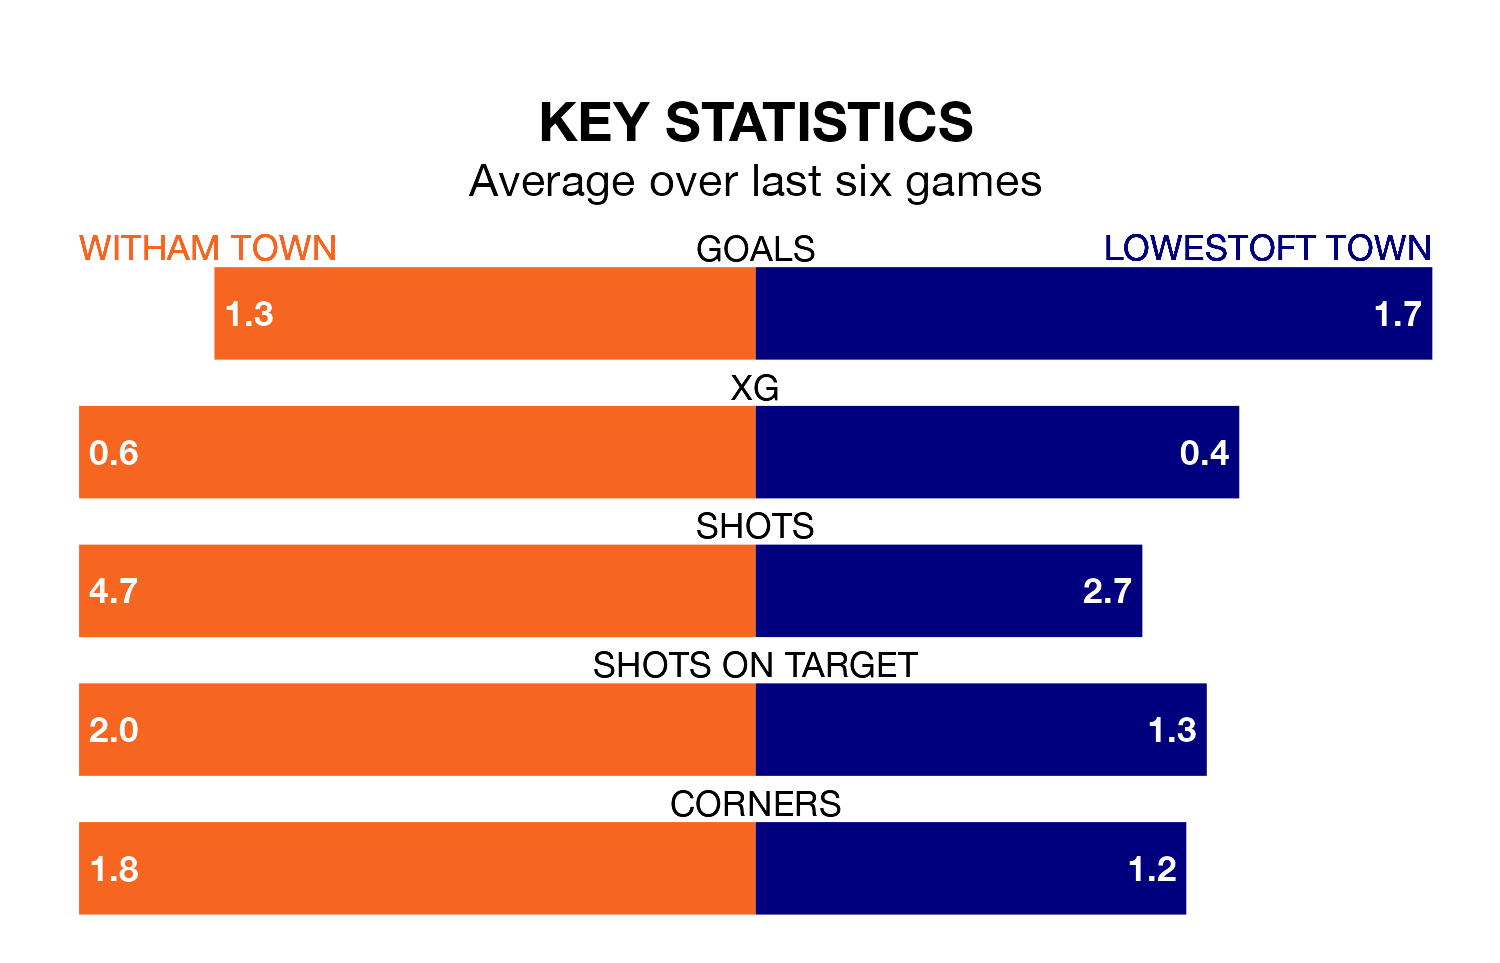 KEY STATISTICS
Average over last six games
WITHAM TOWN GOALS LOWESTOFT TOWN
1.3 1.7
XG
0.6 0.4
SHOTS
4.7 2.7
SHOTS ON TARGET
2.0 1.3
CORNERS
1.8 1.2